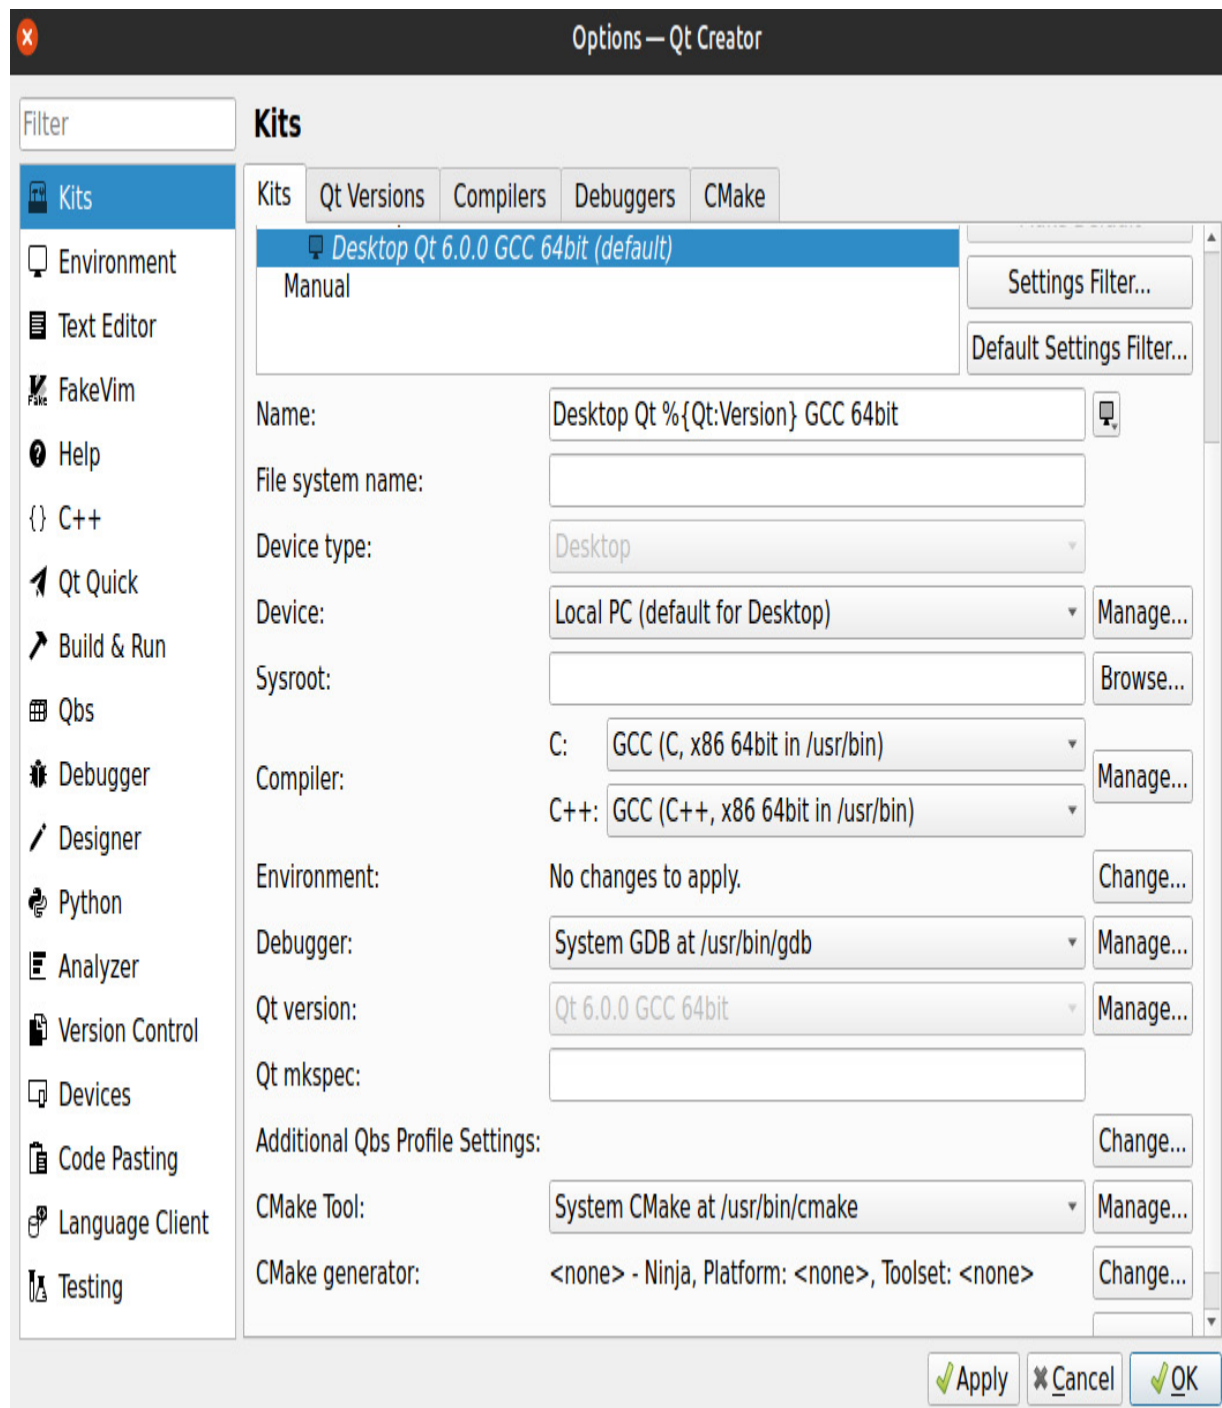 Options — Qt Creator
Filter
Kits
Environment
Text Editor
FakeVim
Help
C++
Qt Quick
Build & Run
Qbs
Debugger
Designer
Python
Analyzer
Version Control
Devices
Code Pasting
Language Client
Testing
Kits
Kits Qt Versions Compilers Debuggers CMake
Desktop Qt 6.0.0 GCC 64bit (default)
Manual
Settings Filter...
Default Settings Filter...
Name: Desktop Qt %{Qt:Version} GCC 64bit
File system name:
Device type: Desktop
Device: Local PC (default for Desktop) Manage...
Sysroot: Browse...
Compiler: C: GCC (C, x86 64bit in /usr/bin) Manage...
C++: GCC (C++, x86 64bit in /usr/bin)
Environment: No changes to apply. Change...
Debugger: System GDB at /usr/bin/gdb Manage...
Qt version: Qt 6.0.0 GCC 64bit Manage...
Qt mkspec:
Additional Qbs Profile Settings: Change...
CMake Tool: System CMake at /usr/bin/cmake Manage...
CMake generator: <none> - Ninja, Platform: <none>, Toolset: <none> Change...
Apply Cancel OK